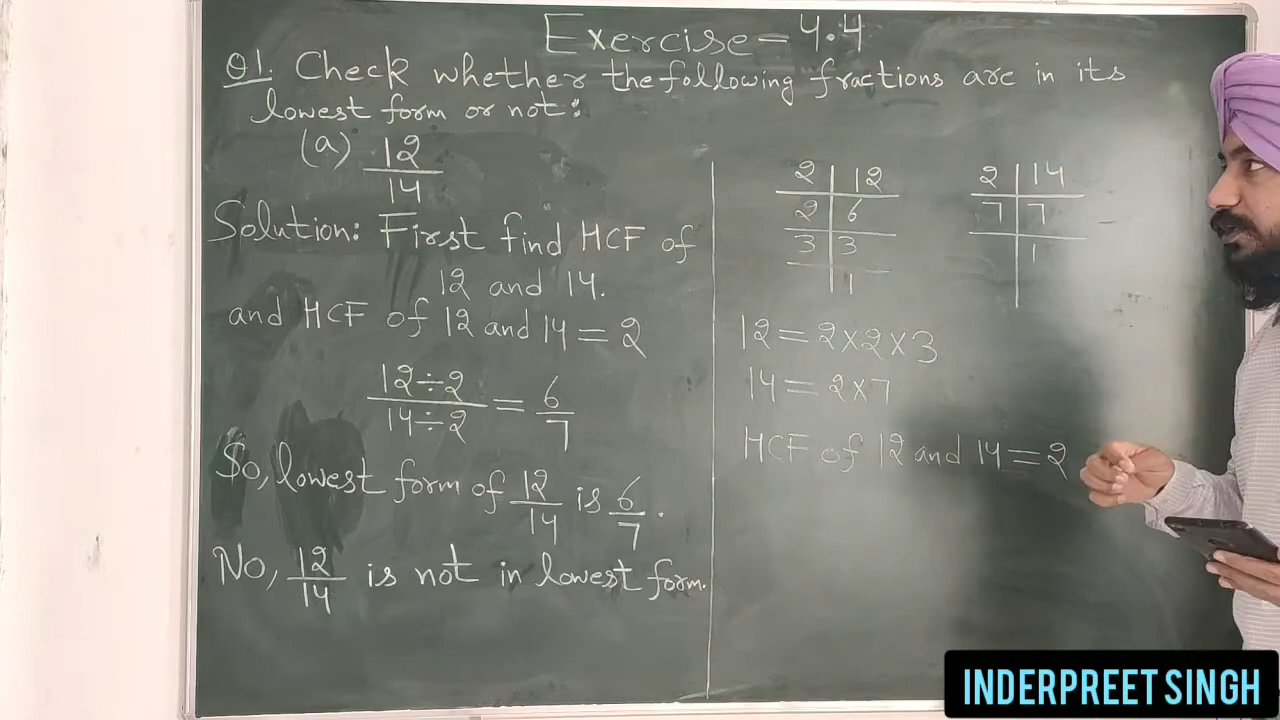 Exercise-4.4
Q1. Check whether the following fractions are in its
lowest form or not:
(a) 12/14
Solution: First find HCF of
12 and 14.
and HCF of 12 and 14 = 2
12÷2/14÷2 = 6/7
So, lowest form of 12/14 is 6/7.
No, 12/14 is not in lowest form.
2 | 12
2 | 6
3 | 3
1
2 | 14
7 | 7
1
12 = 2×2×3
14 = 2×7
HCF of 12 and 14 = 2
INDERPREET SINGH